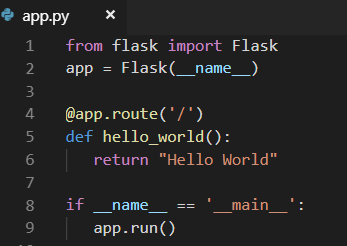 app.py ×
1 from flask import Flask
2 app = Flask(__name__)
3
4 @app.route('/')
5 def hello_world():
6     return "Hello World"
7
8 if __name__ == '__main__':
9     app.run()